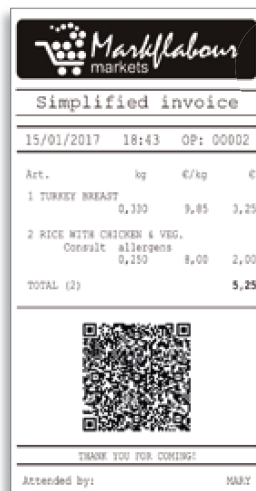 Markflabour
markets
Simplified invoice
15/01/2017 18:43 OP: 00002
Art. kg €/kg €
1 TURKEY BREAST
0,330 9,85 3,25
2 RICE WITH CHICKEN & VEG.
Consult allergens
0,250 8,00 2,00
TOTAL (2) 5,25
THANK YOU FOR COMING!
Attended by: MARY